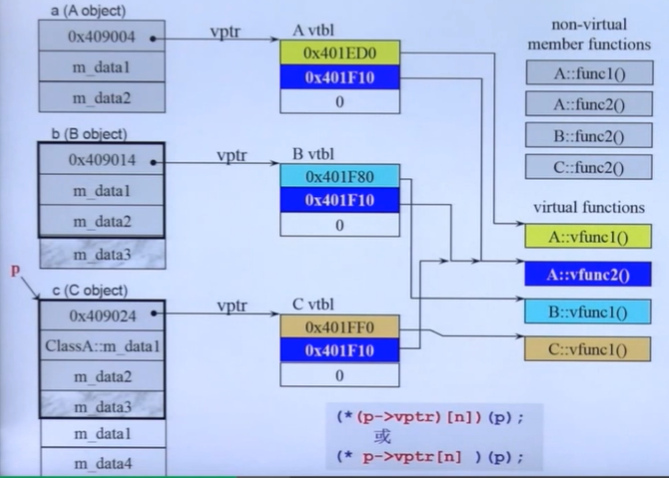 a (A object)
0x409004
m_data1
m_data2
vptr
A vtbl
0x401ED0
0x401F10
0
b (B object)
0x409014
m_data1
m_data2
m_data3
vptr
B vtbl
0x401F80
0x401F10
0
p
c (C object)
0x409024
ClassA::m_data1
m_data2
m_data3
m_data1
m_data4
vptr
C vtbl
0x401FF0
0x401F10
0
non-virtual
member functions
A::func1()
A::func2()
B::func2()
C::func2()
virtual functions
A::vfunc1()
A::vfunc2()
B::vfunc1()
C::vfunc1()
(*(p->vptr)[n])(p);
或
(* p->vptr[n] )(p);